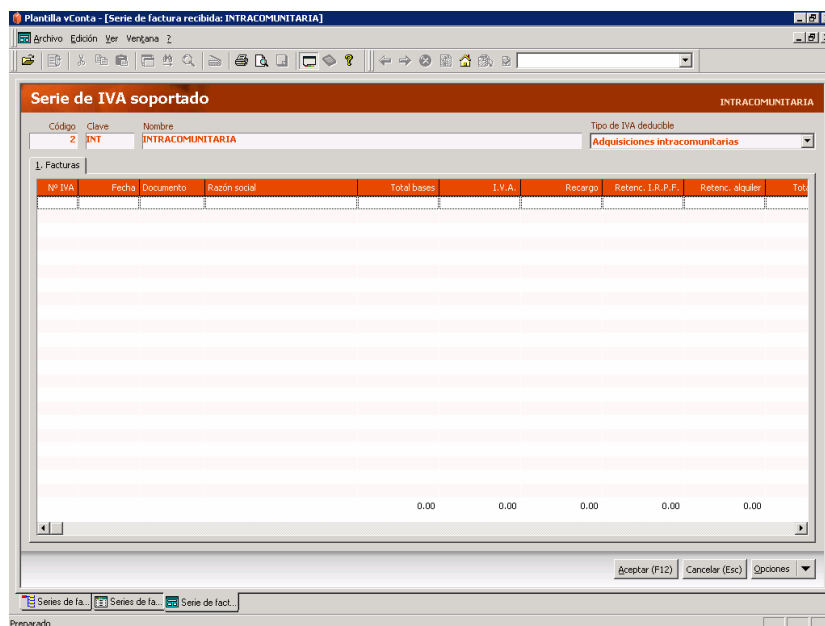 Plantilla vConta - [Serie de factura recibida: INTRACOMUNITARIA]
Archivo Edición Ver Ventana ?
Serie de IVA soportado
INTRACOMUNITARIA
Código Clave Nombre Tipo de IVA deducible
2 INT INTRACOMUNITARIA Adquisiciones intracomunitarias
1. Facturas
Nº IVA Fecha Documento Razón social Total bases I.V.A. Recargo Retenc. I.R.P.F. Retenc. alquiler Tota
0.00 0.00 0.00 0.00 0.00
Aceptar (F12) Cancelar (Esc) Opciones
Series de fa... Series de fa... Serie de fact...
Preparado